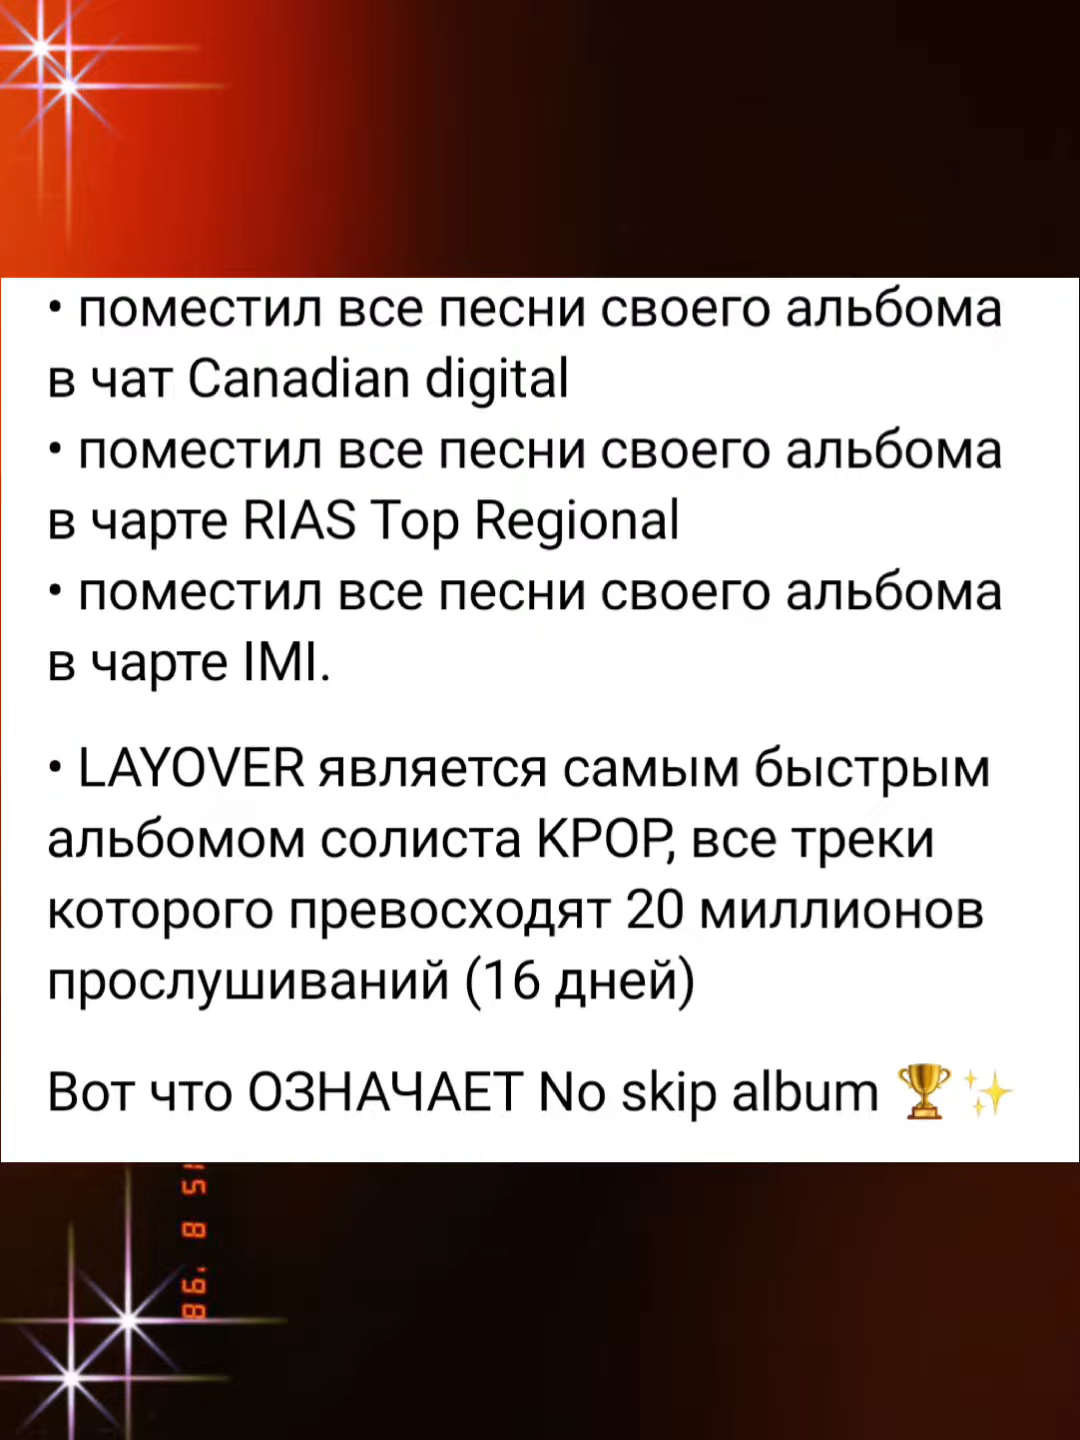 • поместил все песни своего альбома
в чат Canadian digital
• поместил все песни своего альбома
в чарте RIAS Top Regional
• поместил все песни своего альбома
в чарте IMI.
• LAYOVER является самым быстрым
альбомом солиста KPOP, все треки
которого превосходят 20 миллионов
прослушиваний (16 дней)
Вот что ОЗНАЧАЕТ No skip album 🏆✨